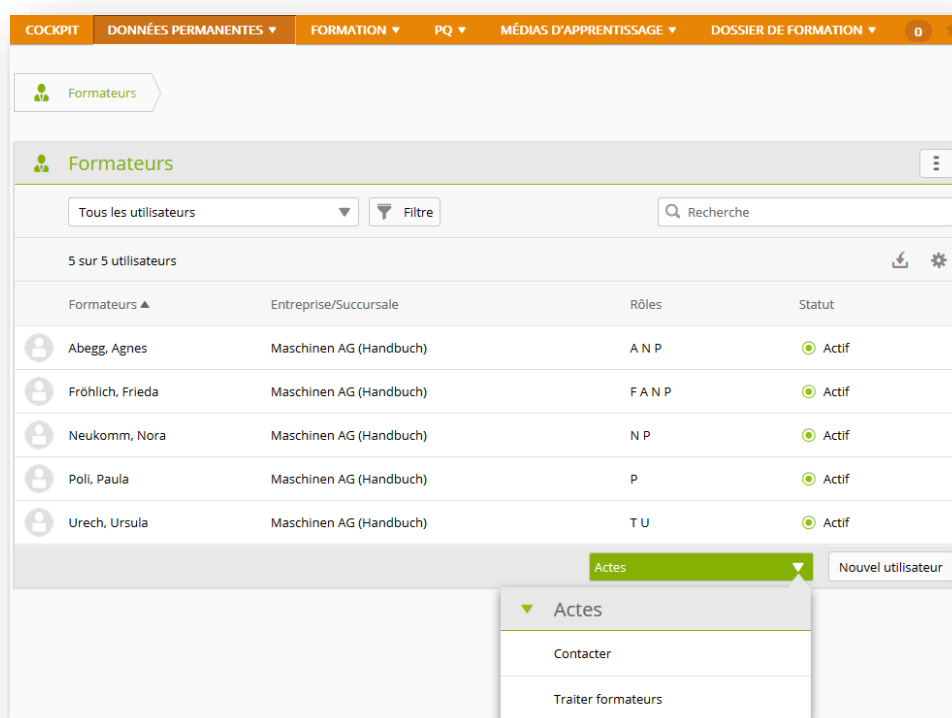 COCKPIT DONNÉES PERMANENTES FORMATION PQ MÉDIAS D'APPRENTISSAGE DOSSIER DE FORMATION 0
Formateurs
Formateurs
Tous les utilisateurs Filtre Recherche
5 sur 5 utilisateurs
Formateurs Entreprise/Succursale Rôles Statut
Abegg, Agnes Maschinen AG (Handbuch) A N P Actif
Fröhlich, Frieda Maschinen AG (Handbuch) F A N P Actif
Neukomm, Nora Maschinen AG (Handbuch) N P Actif
Poli, Paula Maschinen AG (Handbuch) P Actif
Urech, Ursula Maschinen AG (Handbuch) T U Actif
Actes Nouvel utilisateur
Actes
Contacter
Traiter formateurs